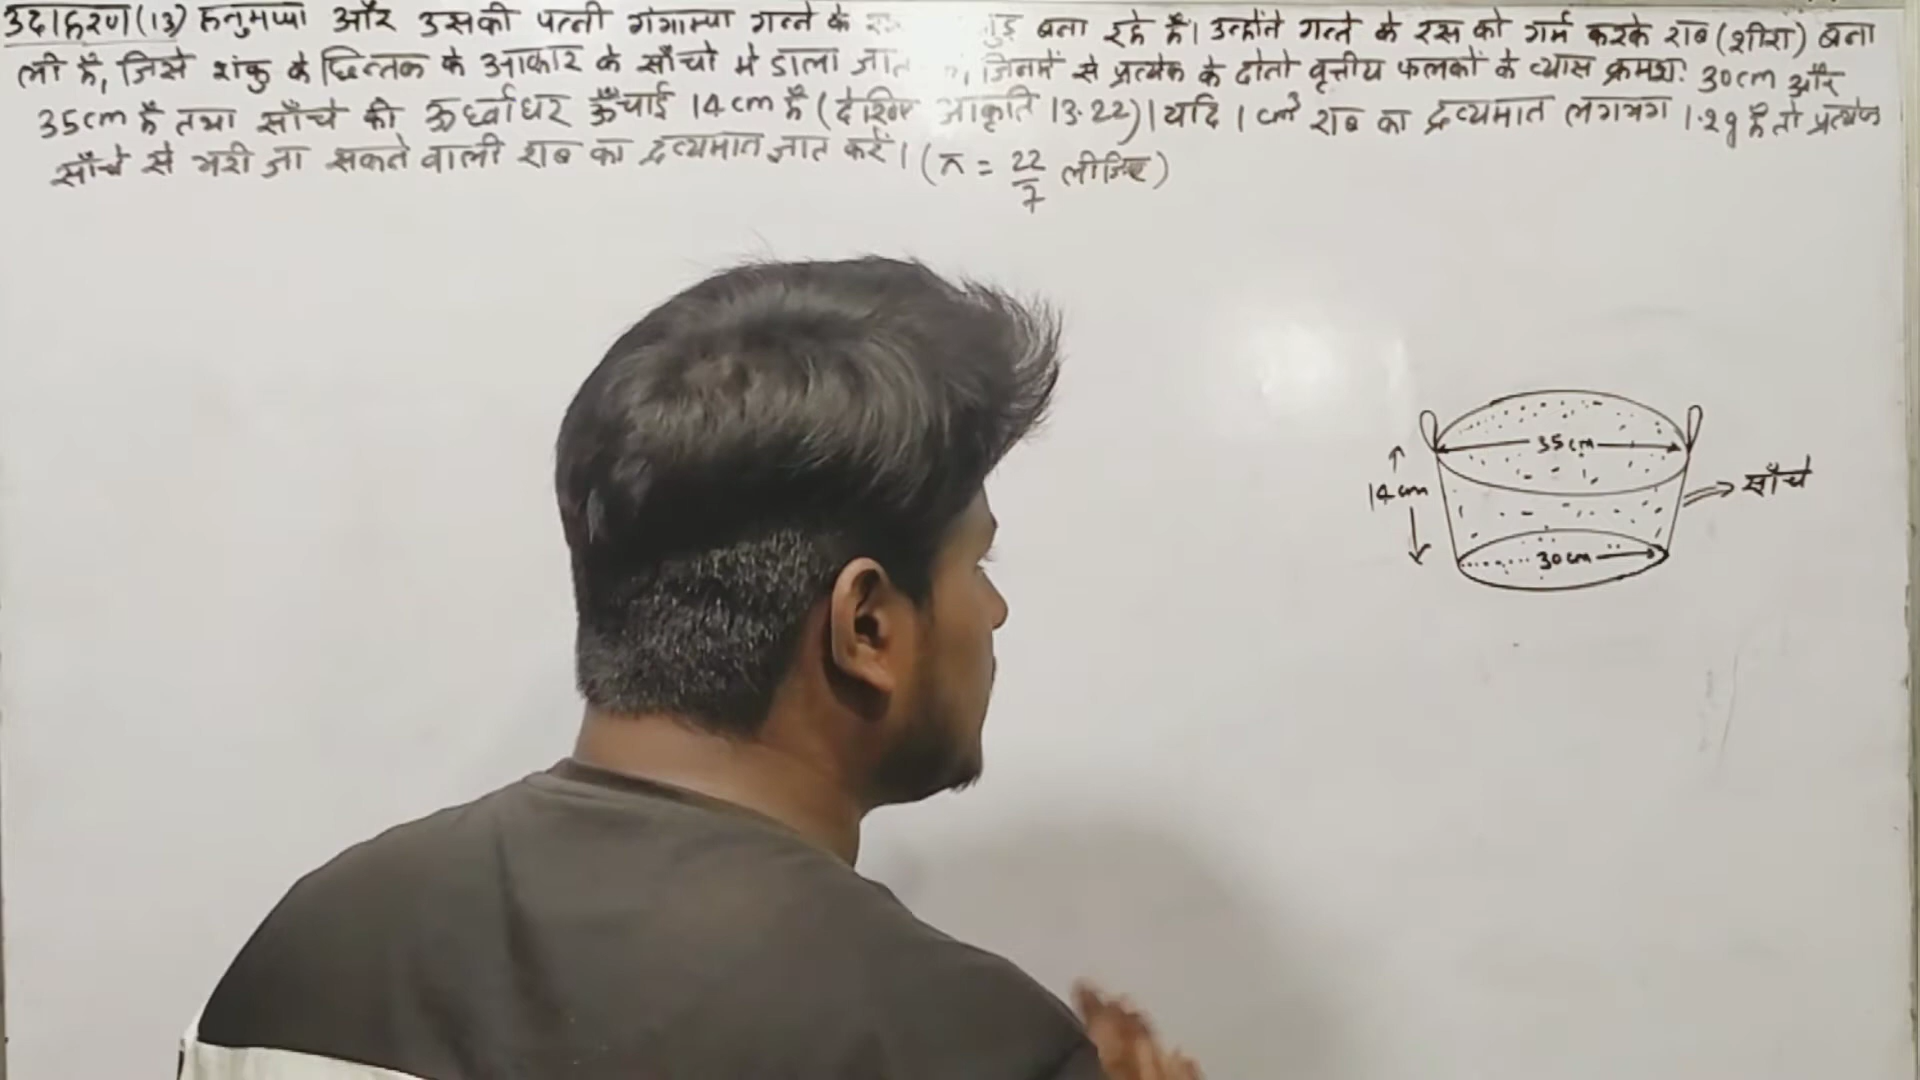 उदाहरण (13) हनुमप्पा और उसकी पत्नी गंगाम्मा गन्ने के गुड़ बना रहे हैं। उन्होंने गन्ने के रस को गर्म करके राब (शीरा) बना
ली हैं, जिसे शंकु के छिन्नक के आकार के साँचो मे डाला जिनमें से प्रत्येक के दोनो वृत्तीय फलकों के व्यास क्रमशः 30cm और
35cm हैं तथा साँचे की ऊर्ध्वाधर ऊँचाई 14cm हैं (देखिए आकृति 13.22)। यदि 1 cm³ राब का द्रव्यमान लगभग 1.2g हैं तो प्रत्येक
साँचे से भरी जा सकने वाली राब का द्रव्यमान ज्ञात करें। (π = 22/7 लीजिए)
35cm
14cm
साँचे
30cm